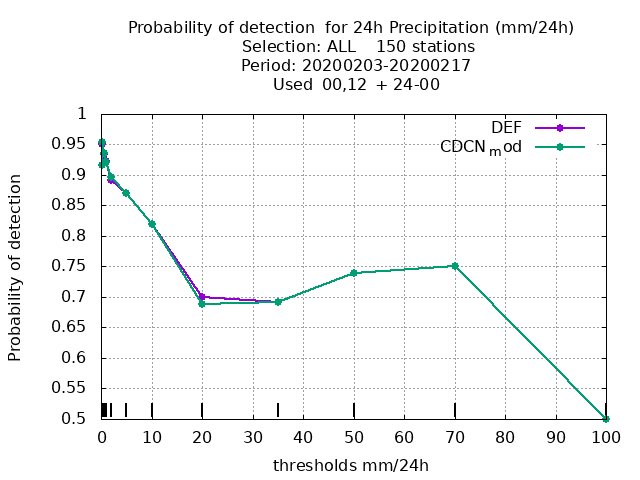 Probability of detection  for 24h Precipitation (mm/24h)
Selection: ALL    150 stations
Period: 20200203-20200217
Used  00,12  + 24-00
DEF
CDCN_mod
Probability of detection
1
0.95
0.9
0.85
0.8
0.75
0.7
0.65
0.6
0.55
0.5
0 10 20 30 40 50 60 70 80 90 100
thresholds mm/24h